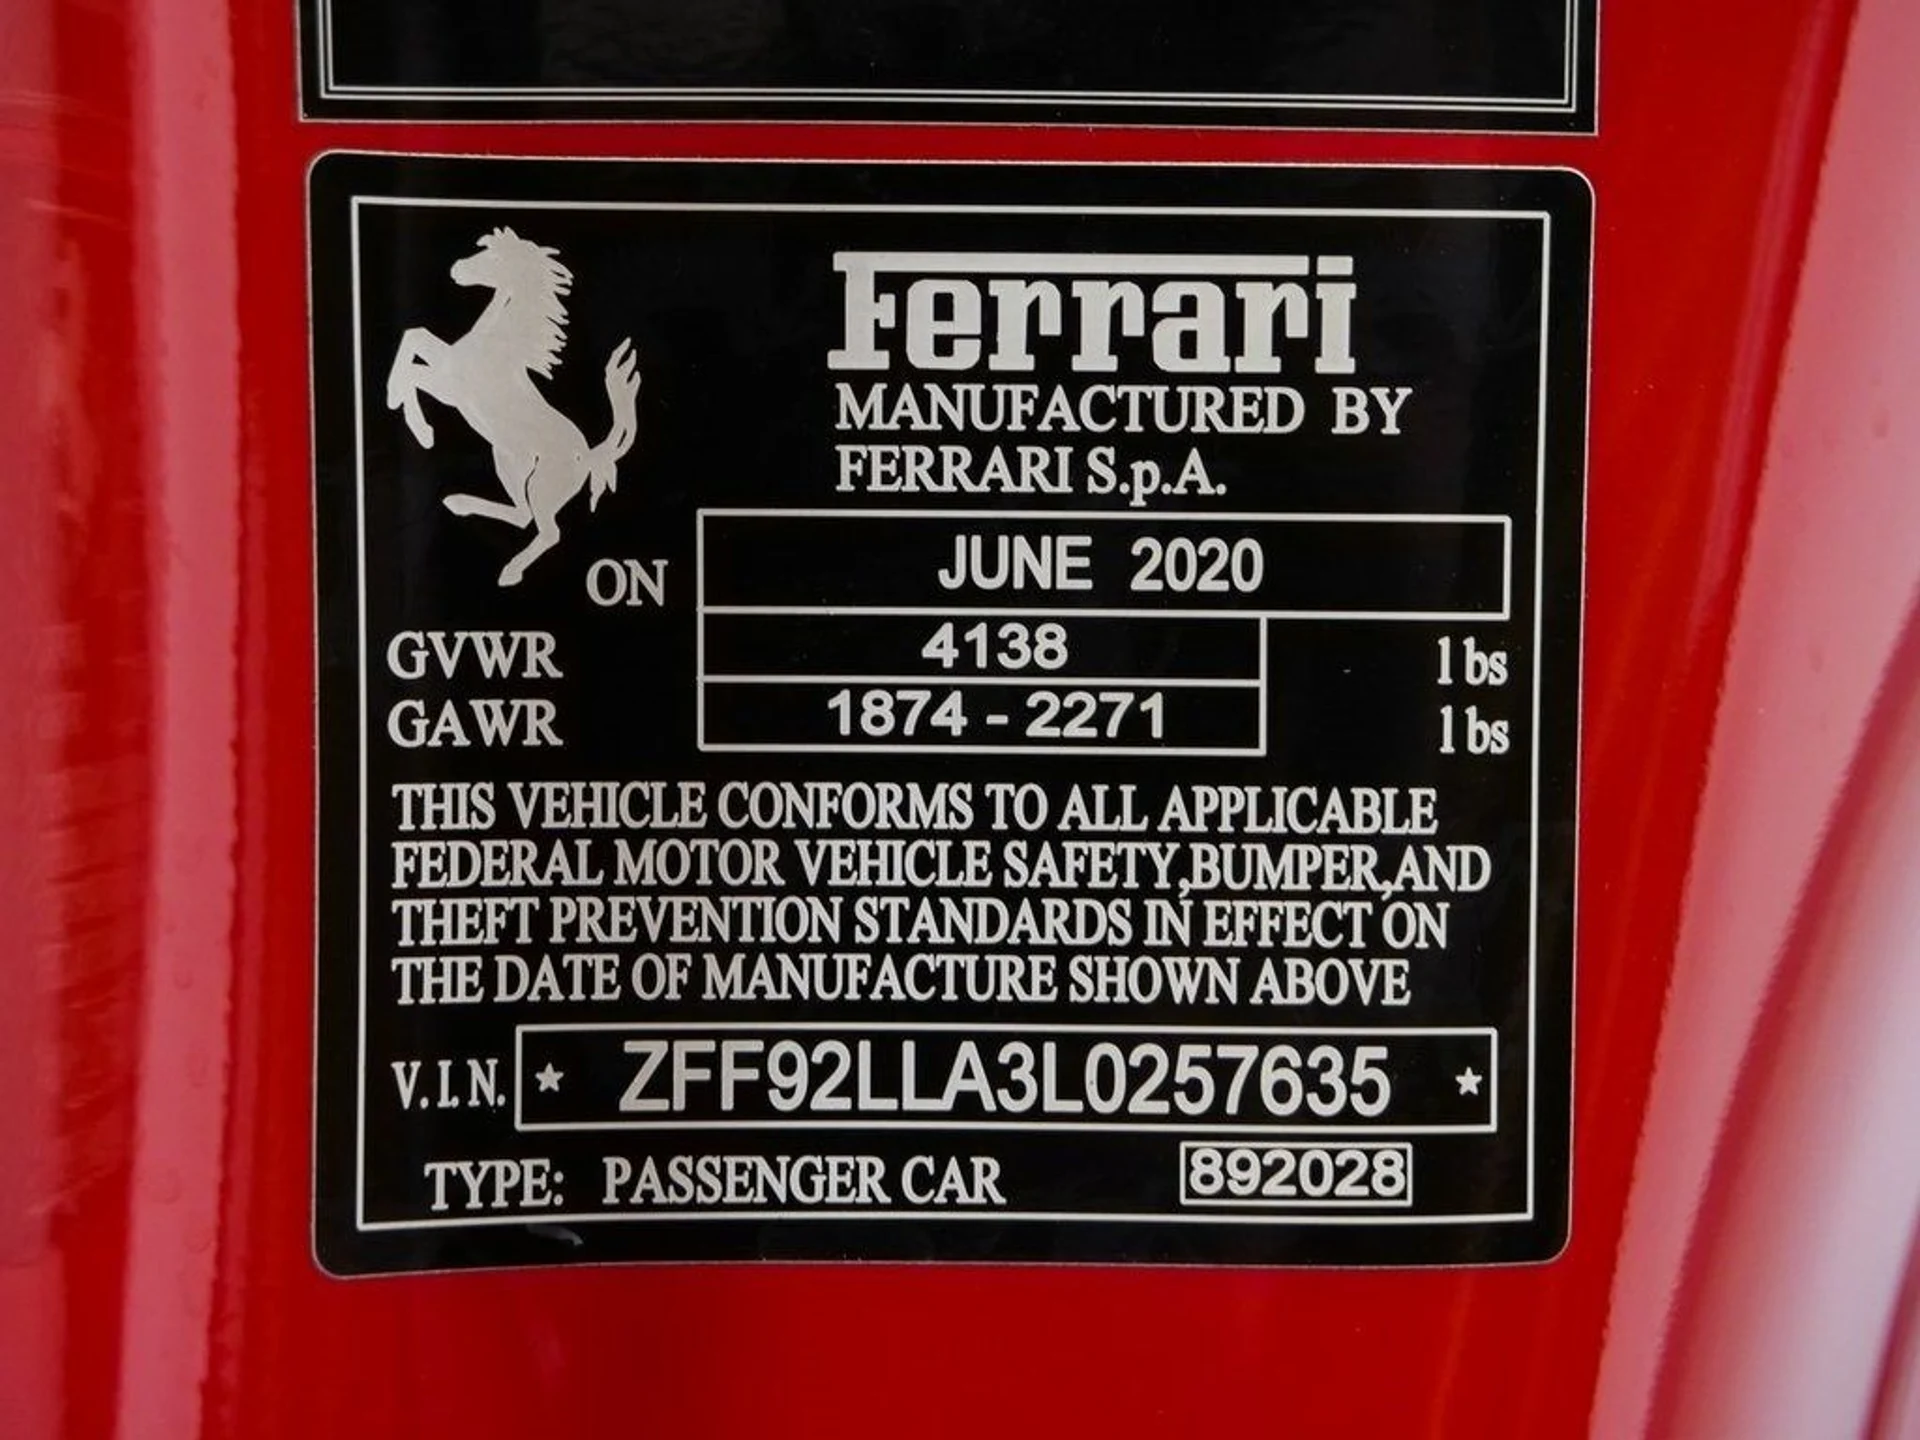 Ferrari
MANUFACTURED BY
FERRARI S.p.A.
ON JUNE 2020
GVWR 4138 lbs
GAWR 1874 - 2271 lbs
THIS VEHICLE CONFORMS TO ALL APPLICABLE
FEDERAL MOTOR VEHICLE SAFETY,BUMPER,AND
THEFT PREVENTION STANDARDS IN EFFECT ON
THE DATE OF MANUFACTURE SHOWN ABOVE
V.I.N. ★ ZFF92LLA3L0257635 ★
TYPE: PASSENGER CAR 892028